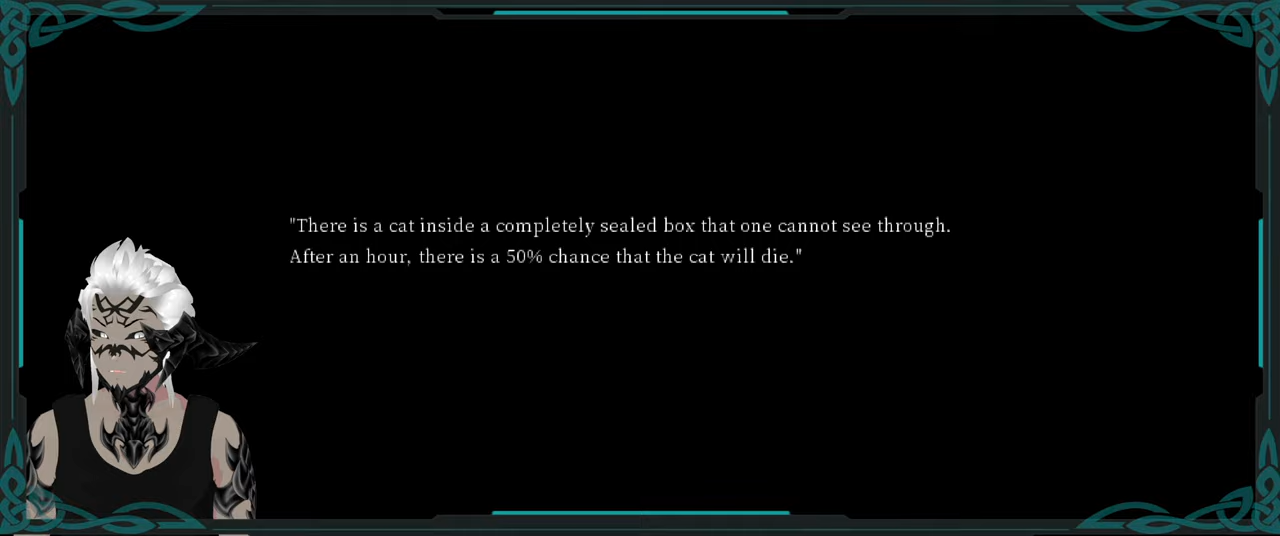 "There is a cat inside a completely sealed box that one cannot see through.
After an hour, there is a 50% chance that the cat will die."